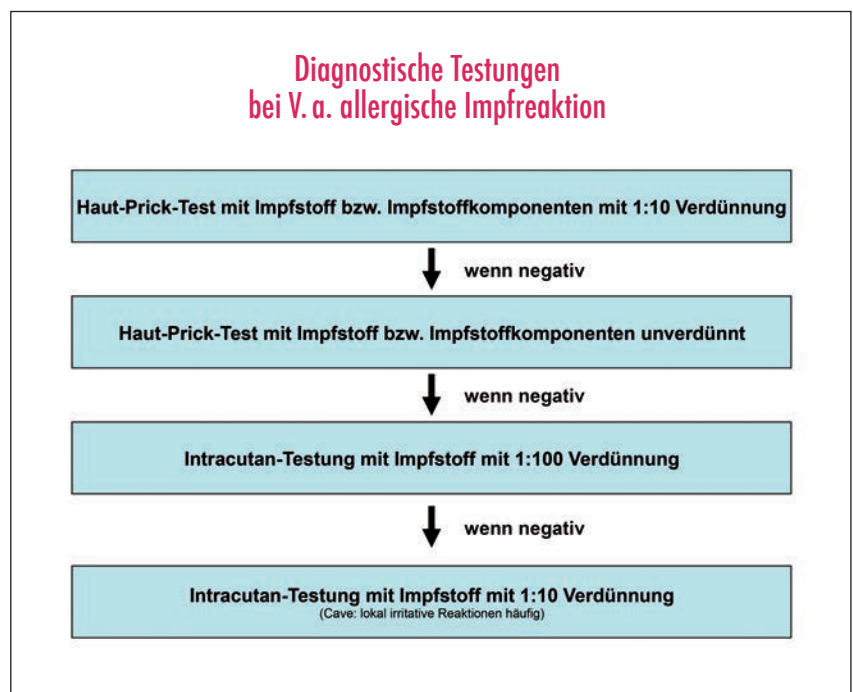 Diagnostische Testungen
bei V. a. allergische Impfreaktion
Haut-Prick-Test mit Impfstoff bzw. Impfstoffkomponenten mit 1:10 Verdünnung
wenn negativ
Haut-Prick-Test mit Impfstoff bzw. Impfstoffkomponenten unverdünnt
wenn negativ
Intracutan-Testung mit Impfstoff mit 1:100 Verdünnung
wenn negativ
Intracutan-Testung mit Impfstoff mit 1:10 Verdünnung
(Cave: lokal irritative Reaktionen häufig)